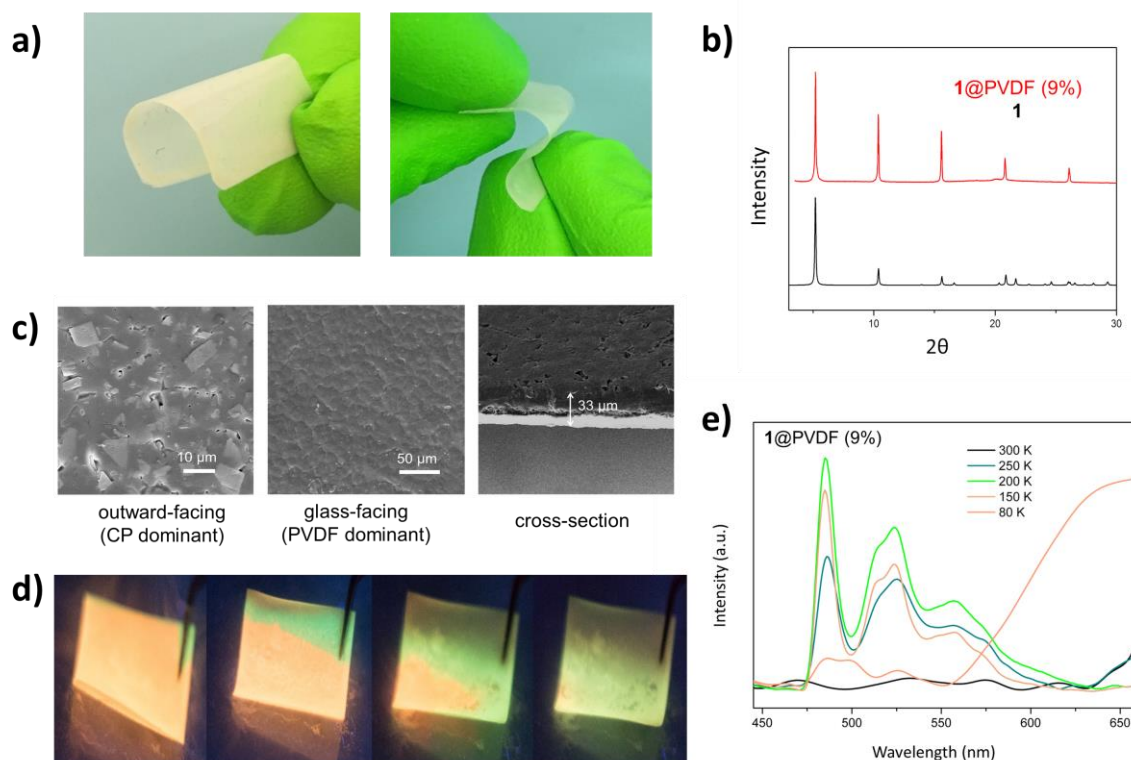 a)
b)
1@PVDF (9%)
1
Intensity
10
20
30
2θ
c)
10 µm
50 µm
33 µm
outward-facing
(CP dominant)
glass-facing
(PVDF dominant)
cross-section
d)
e)
1@PVDF (9%)
300 K
250 K
200 K
150 K
80 K
Intensity (a.u.)
450
500
550
600
650
Wavelength (nm)